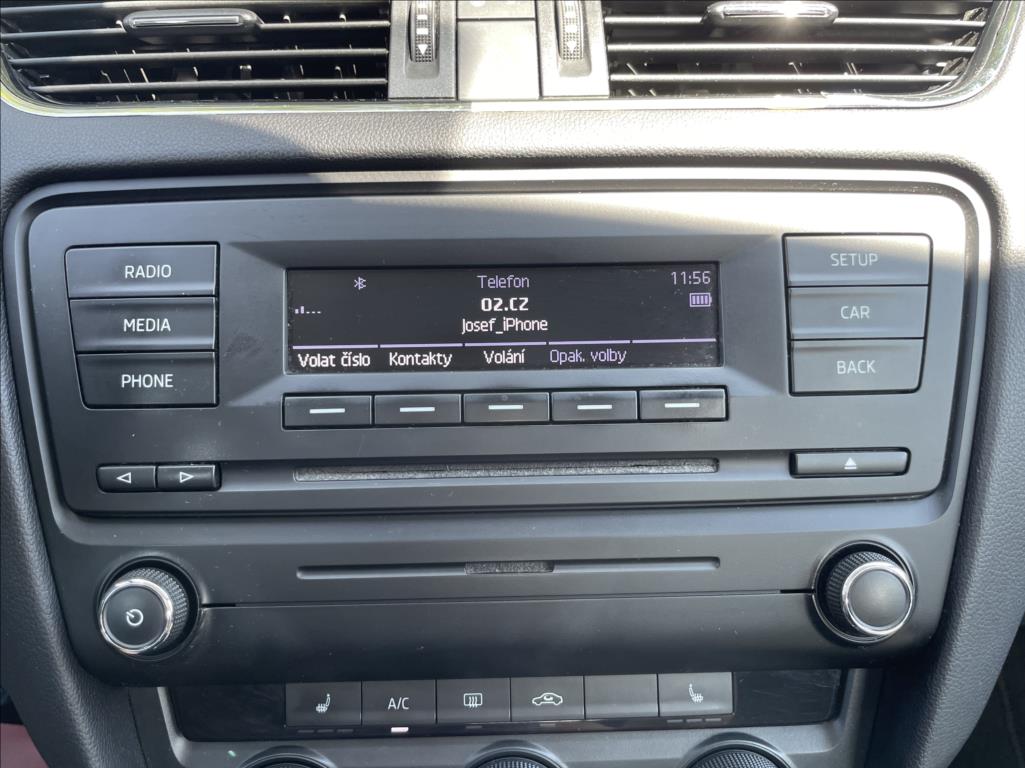 RADIO
MEDIA
PHONE
Telefon
11:56
O2.CZ
Josef_iPhone
Volat číslo Kontakty Volání Opak. volby
SETUP
CAR
BACK
A/C